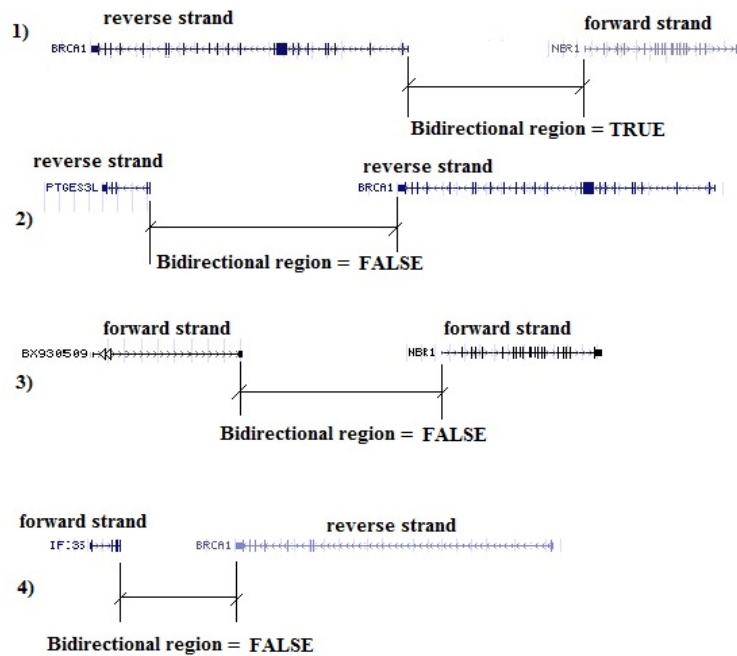 reverse strand
forward strand
1)
BRCA1
NBR1
Bidirectional region = TRUE
reverse strand
reverse strand
PTGES3L
BRCA1
2)
Bidirectional region = FALSE
forward strand
forward strand
BX930509
NBR1
3)
Bidirectional region = FALSE
forward strand
reverse strand
IFI35
BRCA1
4)
Bidirectional region = FALSE